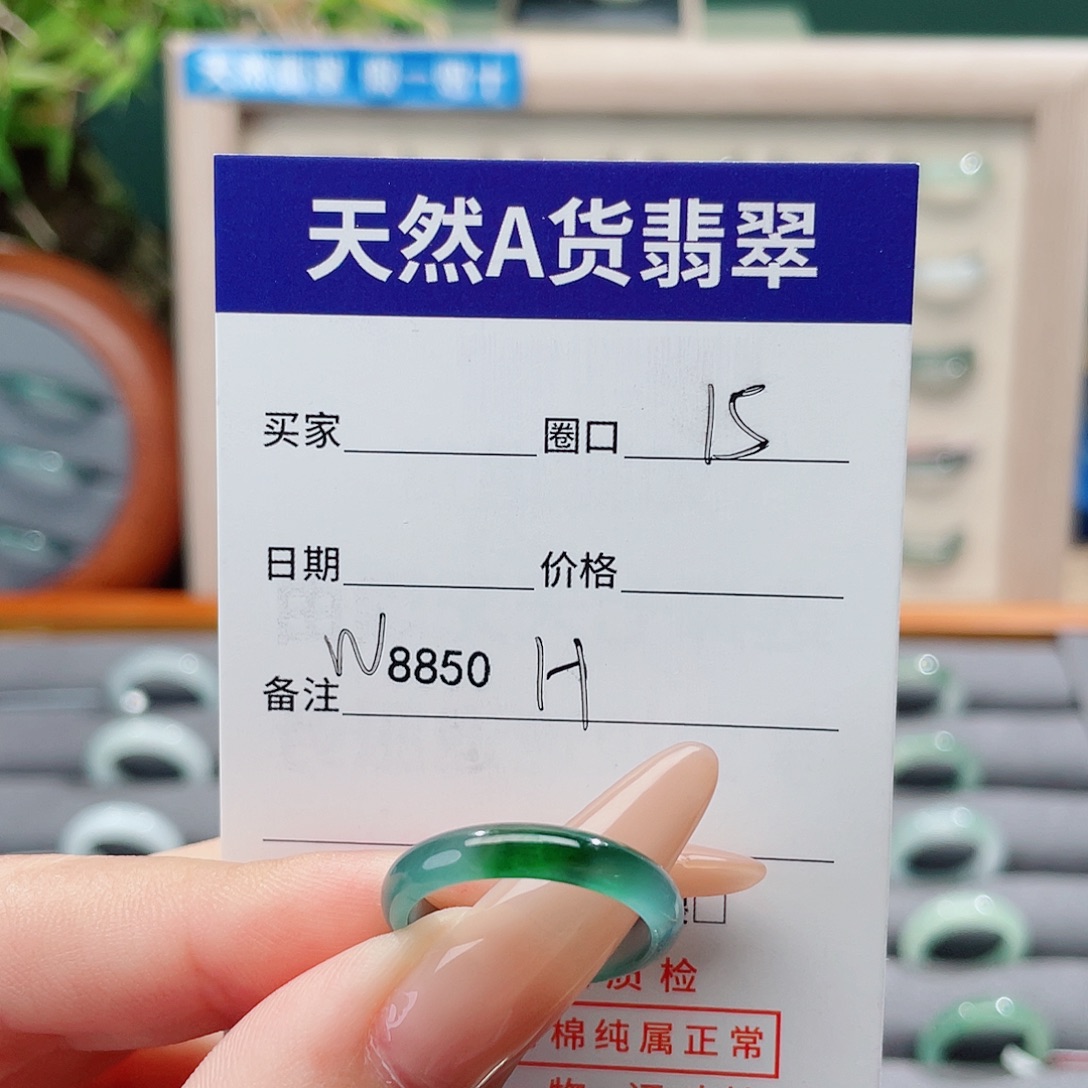 天然A货翡翠
买家 圈口 15
日期 价格
备注 W8850 H
质检
棉纯属正常